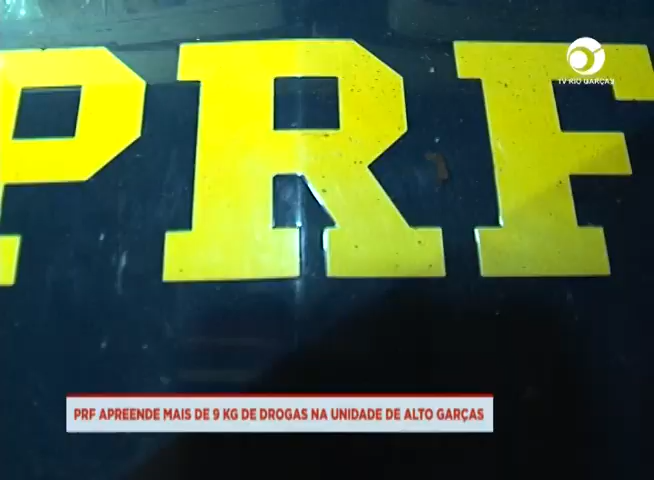 TV RIO GARÇAS
PRF
PRF APREENDE MAIS DE 9 KG DE DROGAS NA UNIDADE DE ALTO GARÇAS